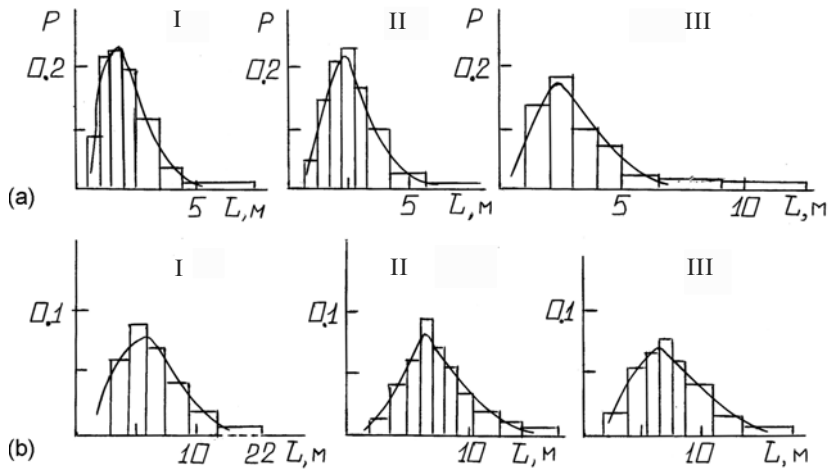 I II III
P P P
0.2 0.2 0.2
(a) 5 L, м 5 L, м 5 10 L, м
I II III
0.1 0.1 0.1
(b) 10 22 L, м 10 L, м 10 L, м